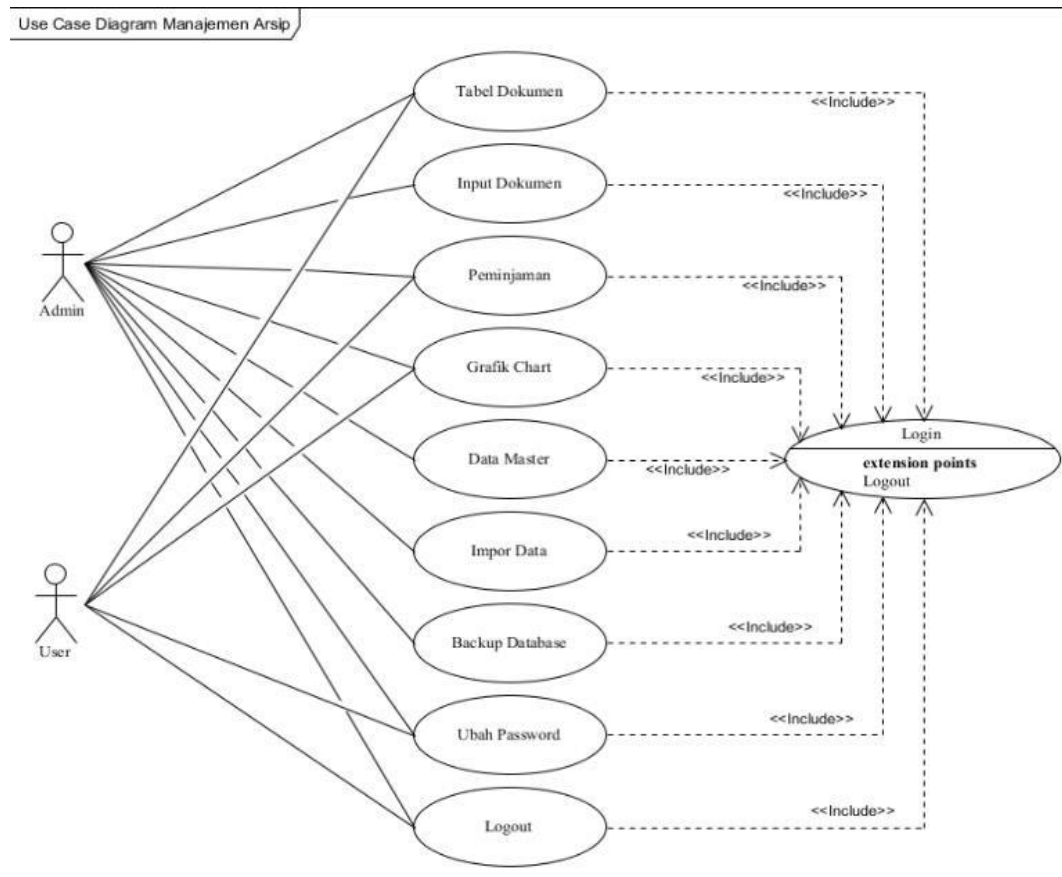 Use Case Diagram Manajemen Arsip
Tabel Dokumen
<<Include>>
Input Dokumen
<<Include>>
Admin
Peminjaman
<<Include>>
Grafik Chart
<<Include>>
Login
Data Master
<<Include>>
extension points
Logout
Impor Data
<<Include>>
User
Backup Database
<<Include>>
Ubah Password
<<Include>>
Logout
<<Include>>